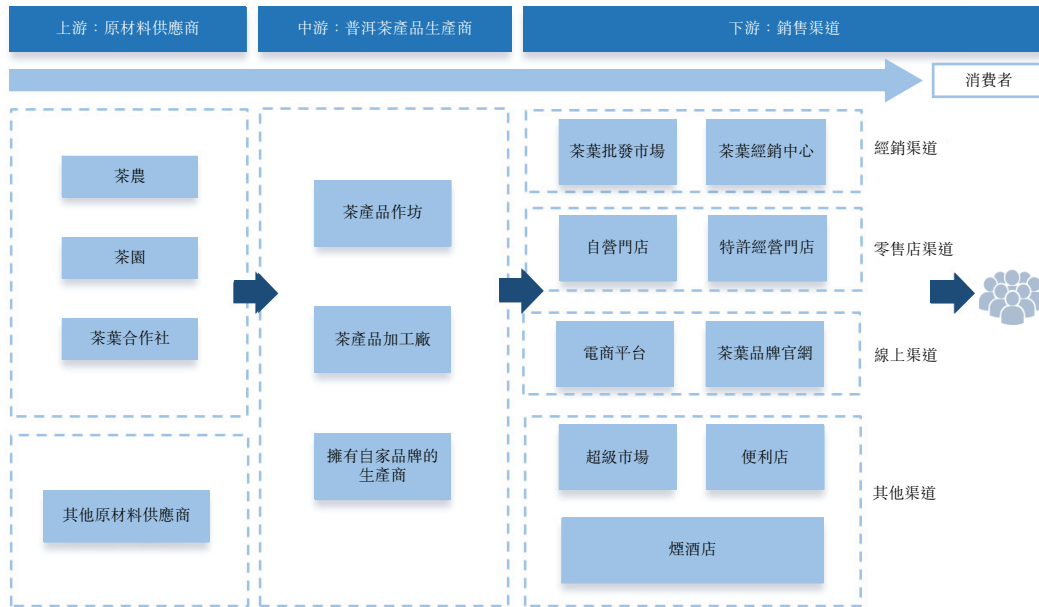 上游：原材料供應商
中游：普洱茶產品生產商
下游：銷售渠道
消費者
茶農
茶園
茶葉合作社
其他原材料供應商
茶產品作坊
茶產品加工廠
擁有自家品牌的
生產商
茶葉批發市場
茶葉經銷中心
經銷渠道
自營門店
特許經營門店
零售店渠道
電商平台
茶葉品牌官網
線上渠道
超級市場
便利店
其他渠道
煙酒店